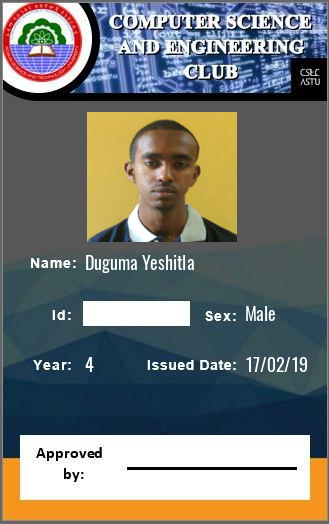 COMPUTER SCIENCE
AND ENGINEERING
CLUB
CSEC
ASTU
Name: Duguma Yeshitla
Id:
Sex: Male
Year: 4
Issued Date: 17/02/19
Approved
by: